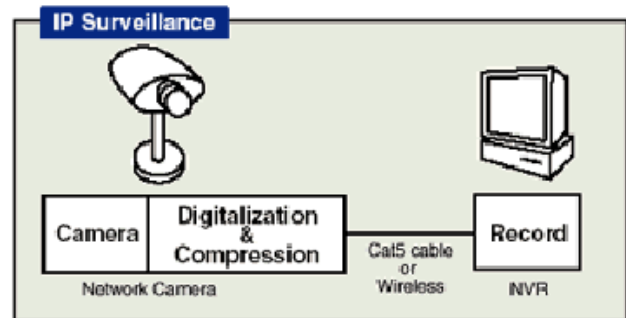 IP Surveillance
Camera
Digitalization
&
Compression
Cat5 cable
or
Wireless
Record
Network Camera
NVR